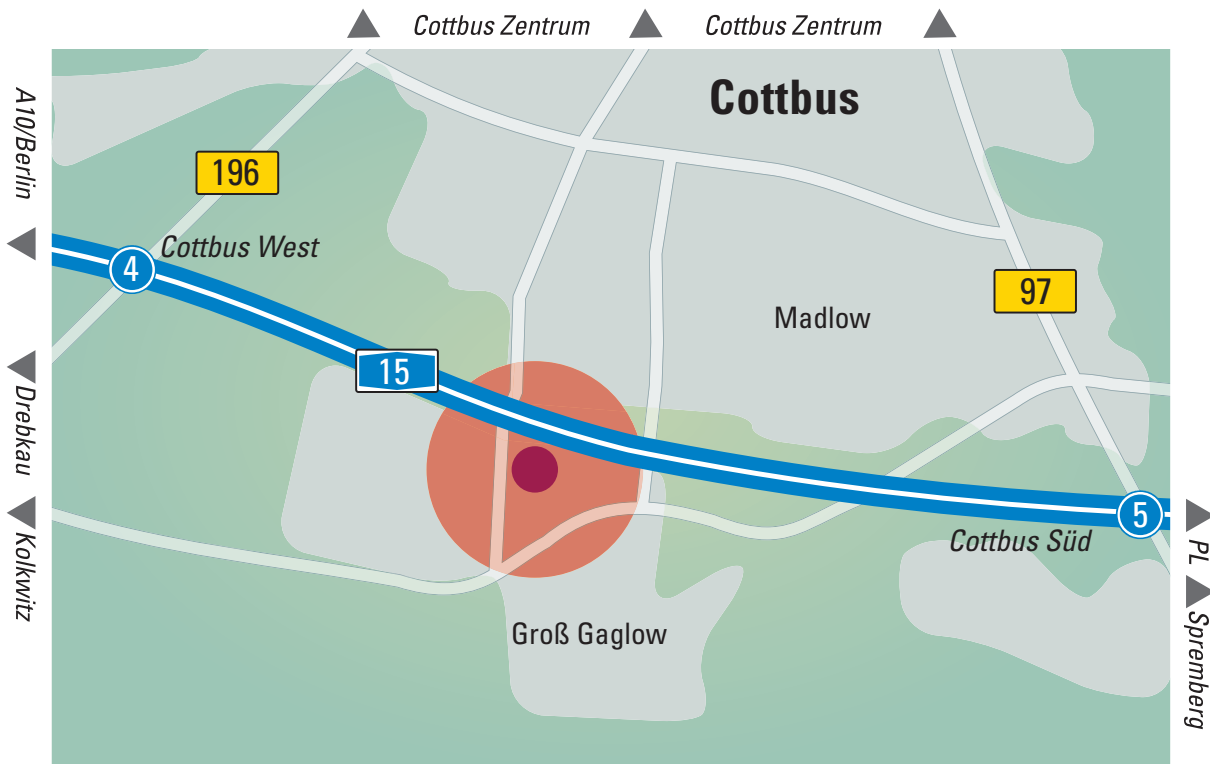 Cottbus Zentrum
Cottbus Zentrum
Cottbus
A10/Berlin
196
Cottbus West
4
97
Madlow
15
Drebkau
Kolkwitz
5
Cottbus Süd
PL
Groß Gaglow
Spremberg